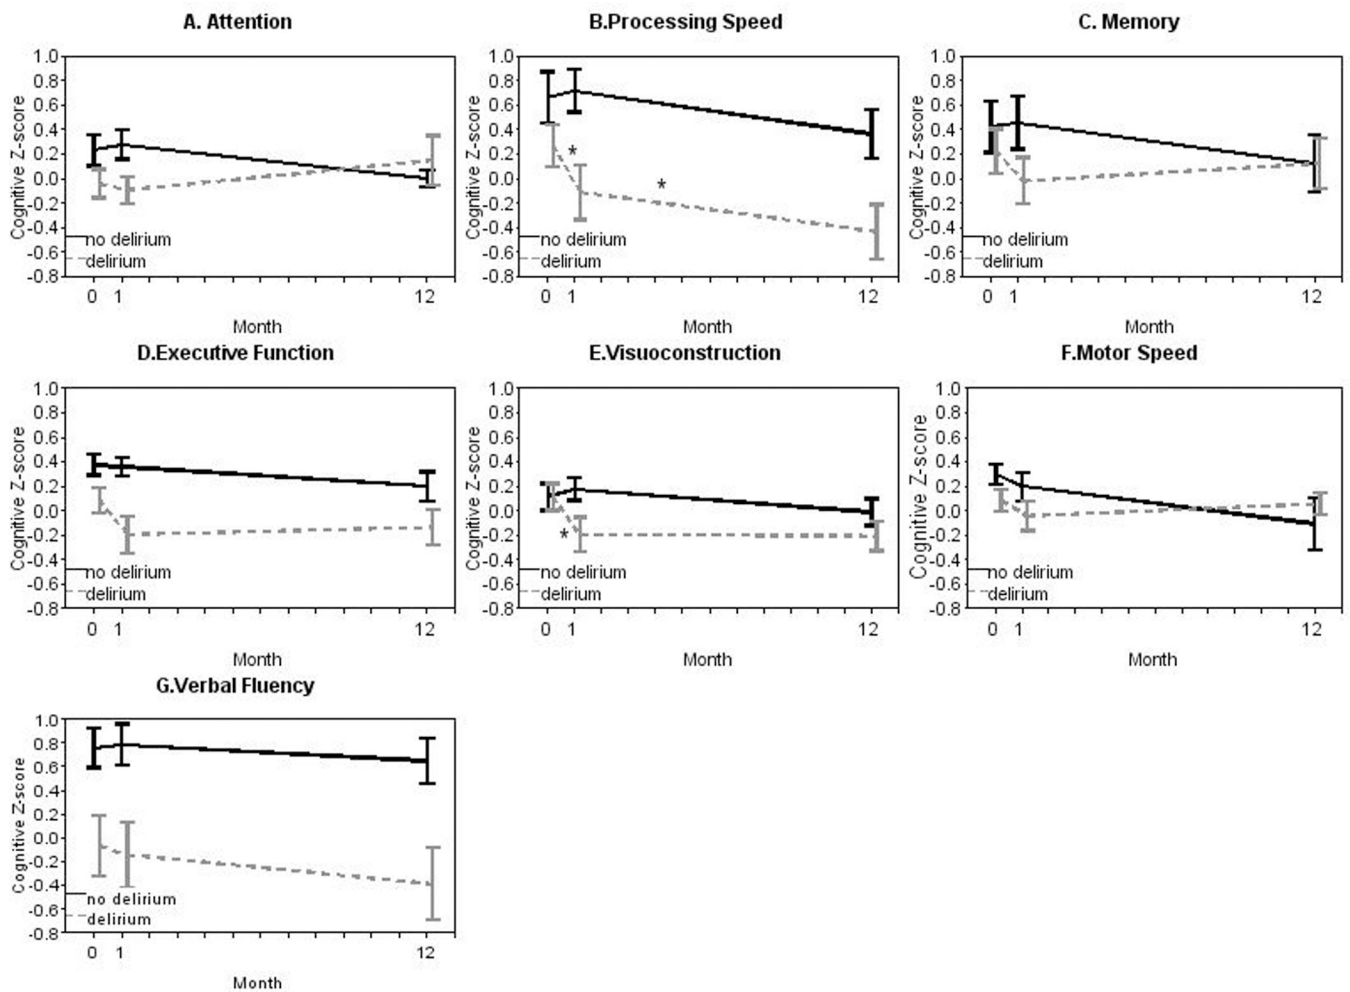 A. Attention
Cognitive Z-score
1.0
0.8
0.6
0.4
0.2
0.0
-0.2
-0.4
-0.6
-0.8
no delirium
delirium
0 1 12
Month
B.Processing Speed
Cognitive Z-score
1.0
0.8
0.6
0.4
0.2
0.0
-0.2
-0.4
-0.6
-0.8
*
*
no delirium
delirium
0 1 12
Month
C. Memory
Cognitive Z-score
1.0
0.8
0.6
0.4
0.2
0.0
-0.2
-0.4
-0.6
-0.8
no delirium
delirium
0 1 12
Month
D.Executive Function
Cognitive Z-score
1.0
0.8
0.6
0.4
0.2
0.0
-0.2
-0.4
-0.6
-0.8
no delirium
delirium
0 1 12
Month
E.Visuoconstruction
Cognitive Z-score
1.0
0.8
0.6
0.4
0.2
0.0
-0.2
-0.4
-0.6
-0.8
*
no delirium
delirium
0 1 12
Month
F.Motor Speed
Cognitive Z-score
1.0
0.8
0.6
0.4
0.2
0.0
-0.2
-0.4
-0.6
-0.8
no delirium
delirium
0 1 12
Month
G.Verbal Fluency
Cognitive Z-score
1.0
0.8
0.6
0.4
0.2
0.0
-0.2
-0.4
-0.6
-0.8
no delirium
delirium
0 1 12
Month